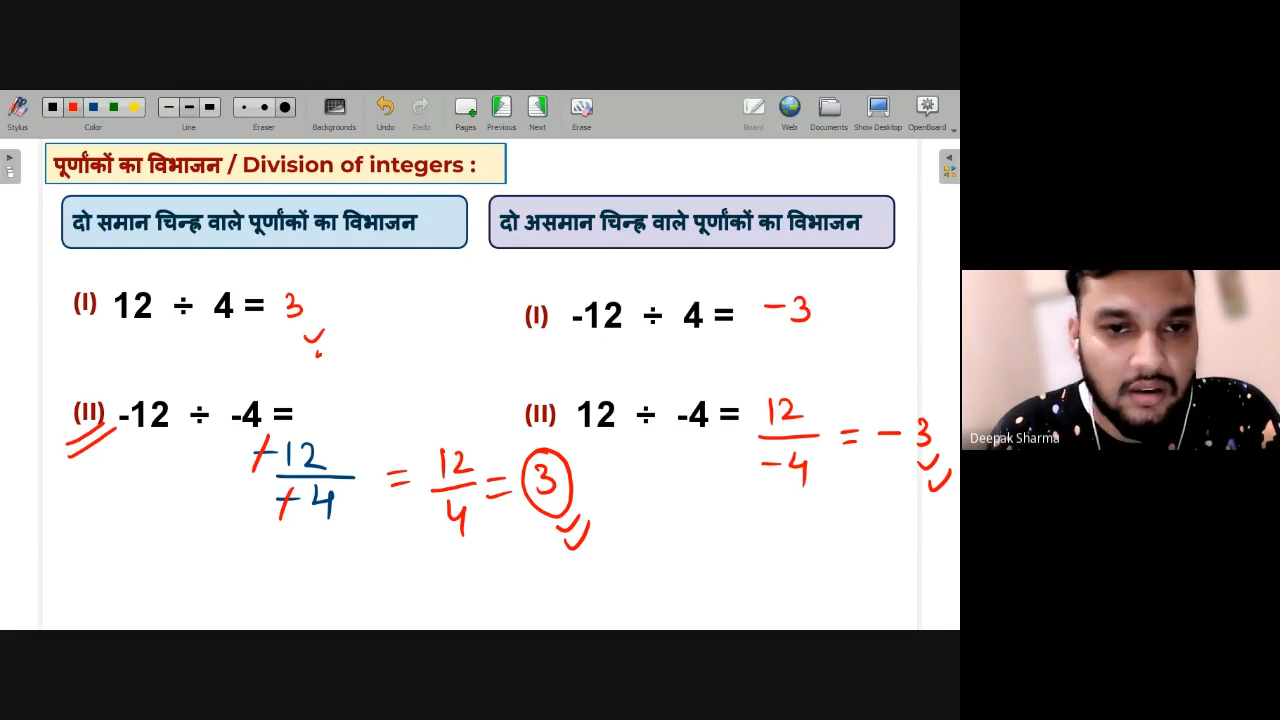 Stylus Color Line Eraser Backgrounds Undo Redo Pages Previous Next Erase Board Web Documents Show Desktop OpenBoard
पूर्णांकों का विभाजन / Division of integers :
दो समान चिन्ह वाले पूर्णांकों का विभाजन
दो असमान चिन्ह वाले पूर्णांकों का विभाजन
(I) 12 ÷ 4 = 3
(I) -12 ÷ 4 = -3
(II) -12 ÷ -4 =
-12/-4 = 12/4 = 3
(II) 12 ÷ -4 = 12/-4 = -3
Deepak Sharma